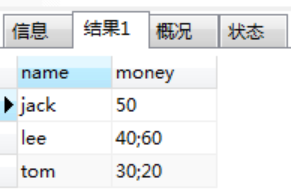 信息 结果1 概况 状态
name money
jack 50
lee 40;60
tom 30;20